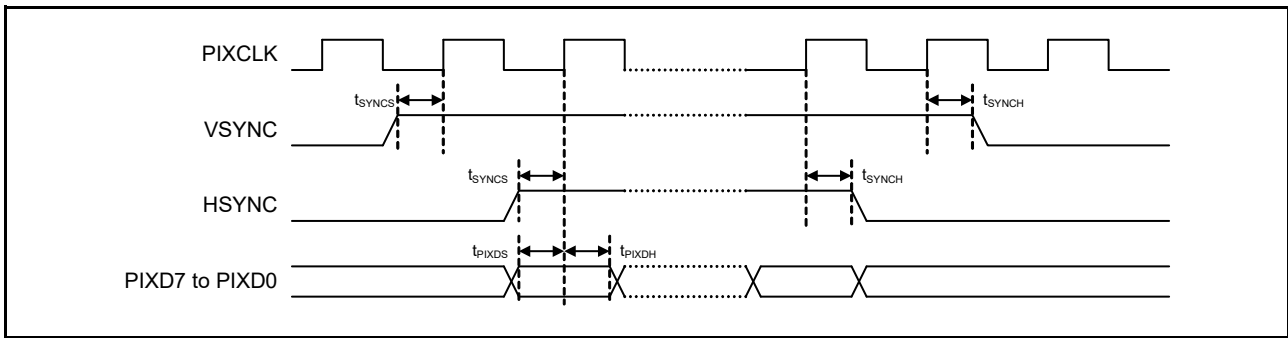 PIXCLK
tSYNCS
tSYNCH
VSYNC
tSYNCS
tSYNCH
HSYNC
tPIXDS
tPIXDH
PIXD7 to PIXD0